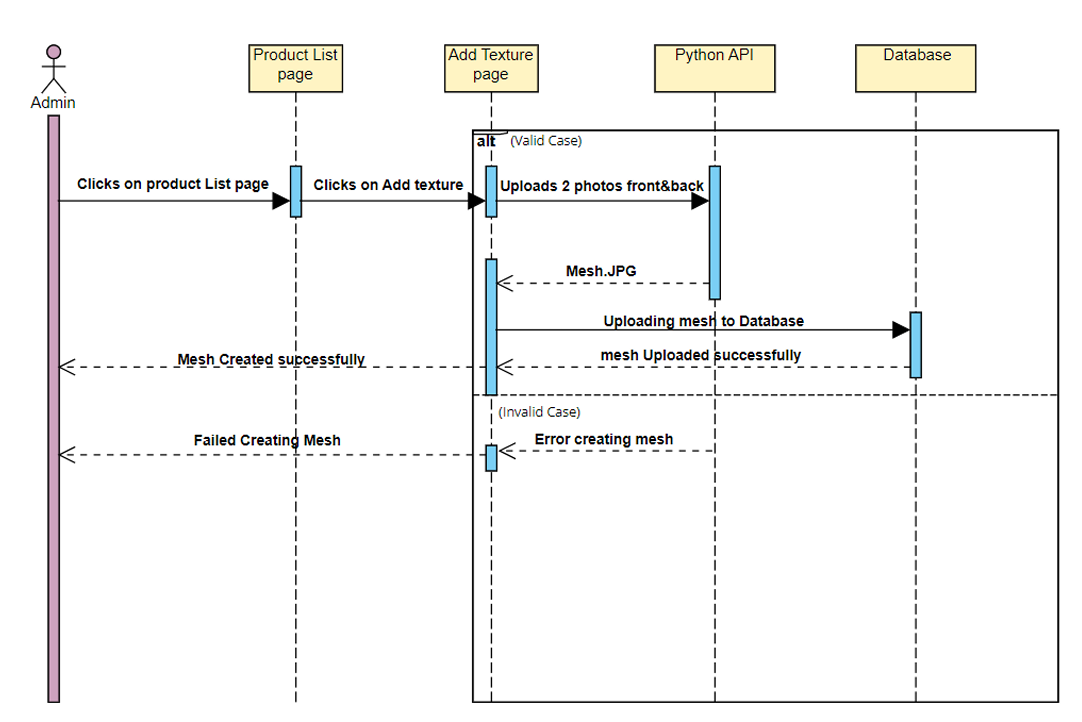 Product List
page
Add Texture
page
Python API
Database
Admin
alt (Valid Case)
Clicks on product List page
Clicks on Add texture
Uploads 2 photos front&back
Mesh.JPG
Uploading mesh to Database
mesh Uploaded successfully
Mesh Created successfully
(Invalid Case)
Error creating mesh
Failed Creating Mesh